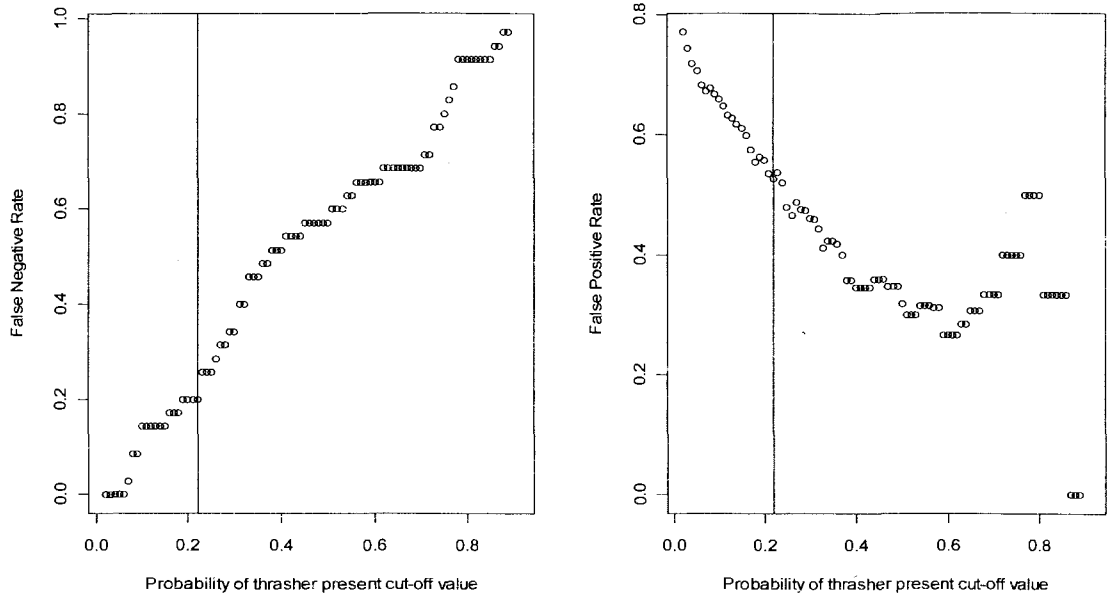 False Negative Rate
1.0
0.8
0.6
0.4
0.2
0.0
0.0 0.2 0.4 0.6 0.8
Probability of thrasher present cut-off value
False Positive Rate
0.8
0.6
0.4
0.2
0.0
0.0 0.2 0.4 0.6 0.8
Probability of thrasher present cut-off value